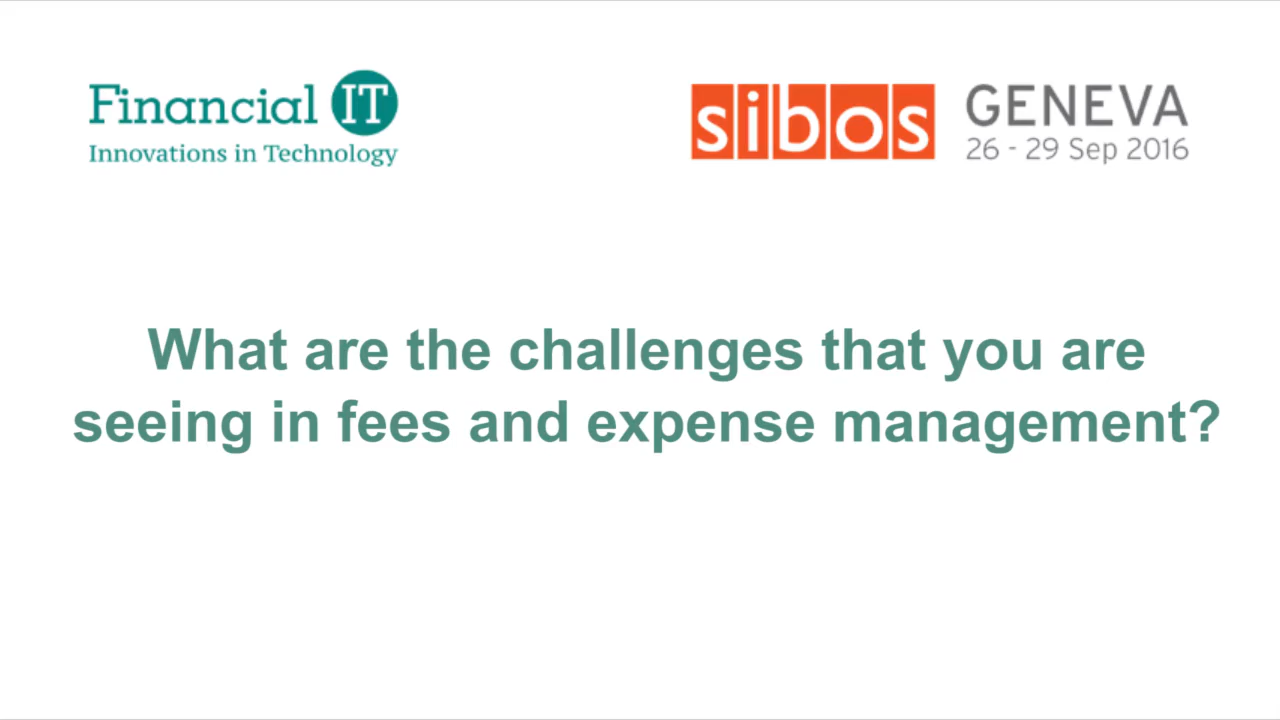 Financial IT
Innovations in Technology
sibos
GENEVA
26 - 29 Sep 2016
What are the challenges that you are
seeing in fees and expense management?